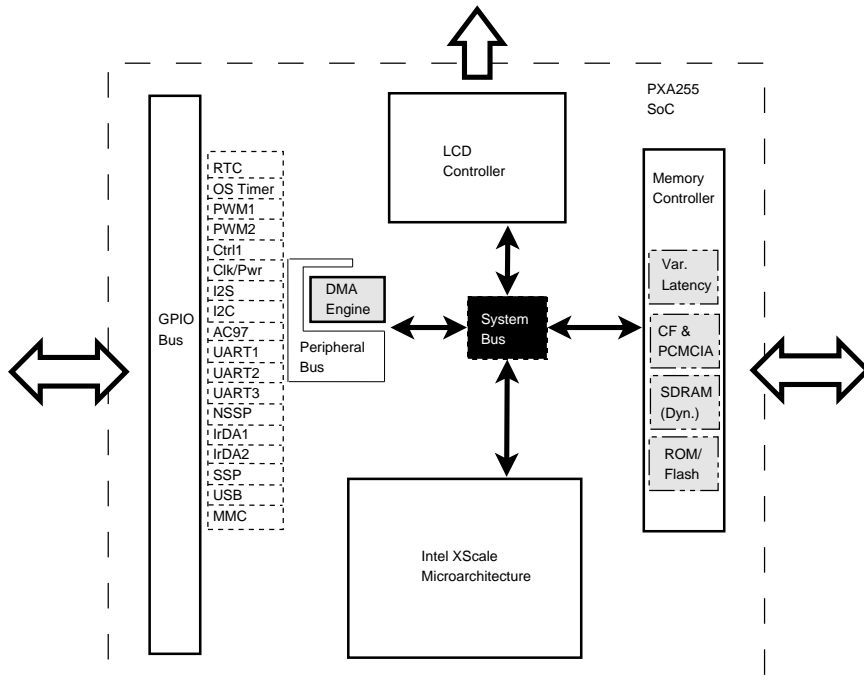 PXA255
SoC
LCD
Controller
Memory
Controller
Var.
Latency
CF &
PCMCIA
SDRAM
(Dyn.)
ROM/
Flash
GPIO
Bus
RTC
OS Timer
PWM1
PWM2
Ctrl1
Clk/Pwr
I2S
I2C
AC97
UART1
UART2
UART3
NSSP
IrDA1
IrDA2
SSP
USB
MMC
DMA
Engine
Peripheral
Bus
System
Bus
Intel XScale
Microarchitecture